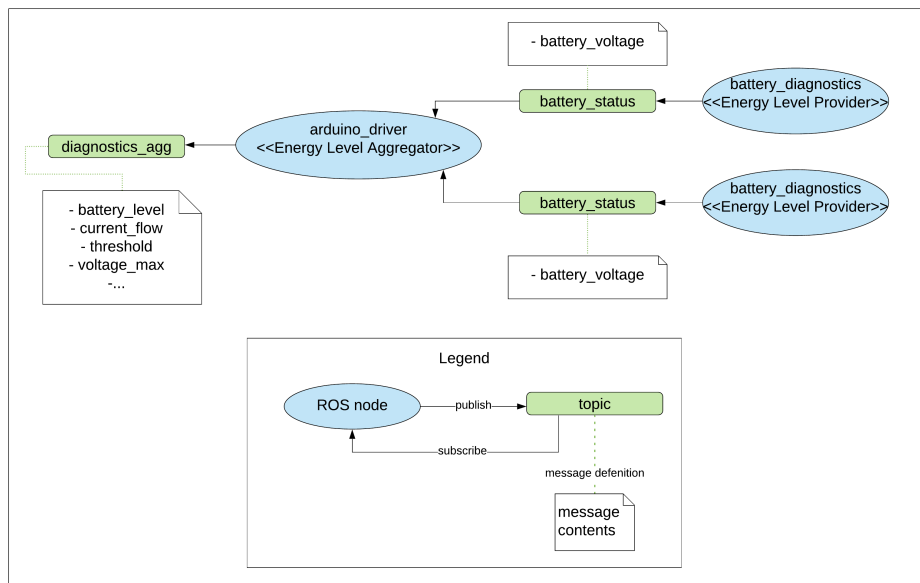 - battery_voltage
battery_diagnostics
<<Energy Level Provider>>
battery_status
arduino_driver
<<Energy Level Aggregator>>
diagnostics_agg
battery_diagnostics
<<Energy Level Provider>>
battery_status
- battery_level
- current_flow
- threshold
- voltage_max
-...
- battery_voltage
Legend
ROS node
publish
topic
subscribe
message defenition
message
contents